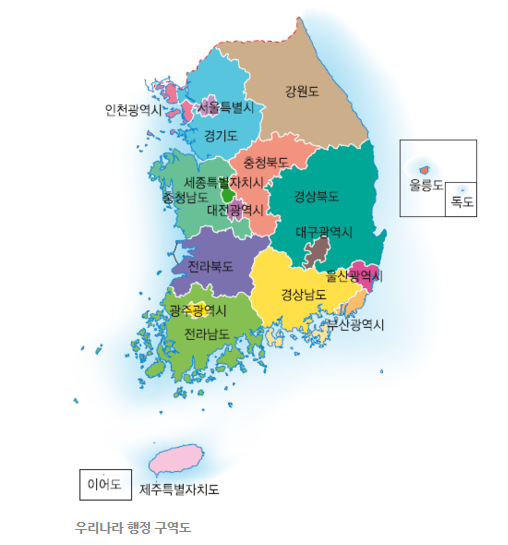 강원도
인천광역시
서울특별시
경기도
충청북도
세종특별자치시
충청남도
대전광역시
경상북도
울릉도
독도
대구광역시
전라북도
울산광역시
경상남도
광주광역시
부산광역시
전라남도
이어도
제주특별자치도
우리나라 행정 구역도